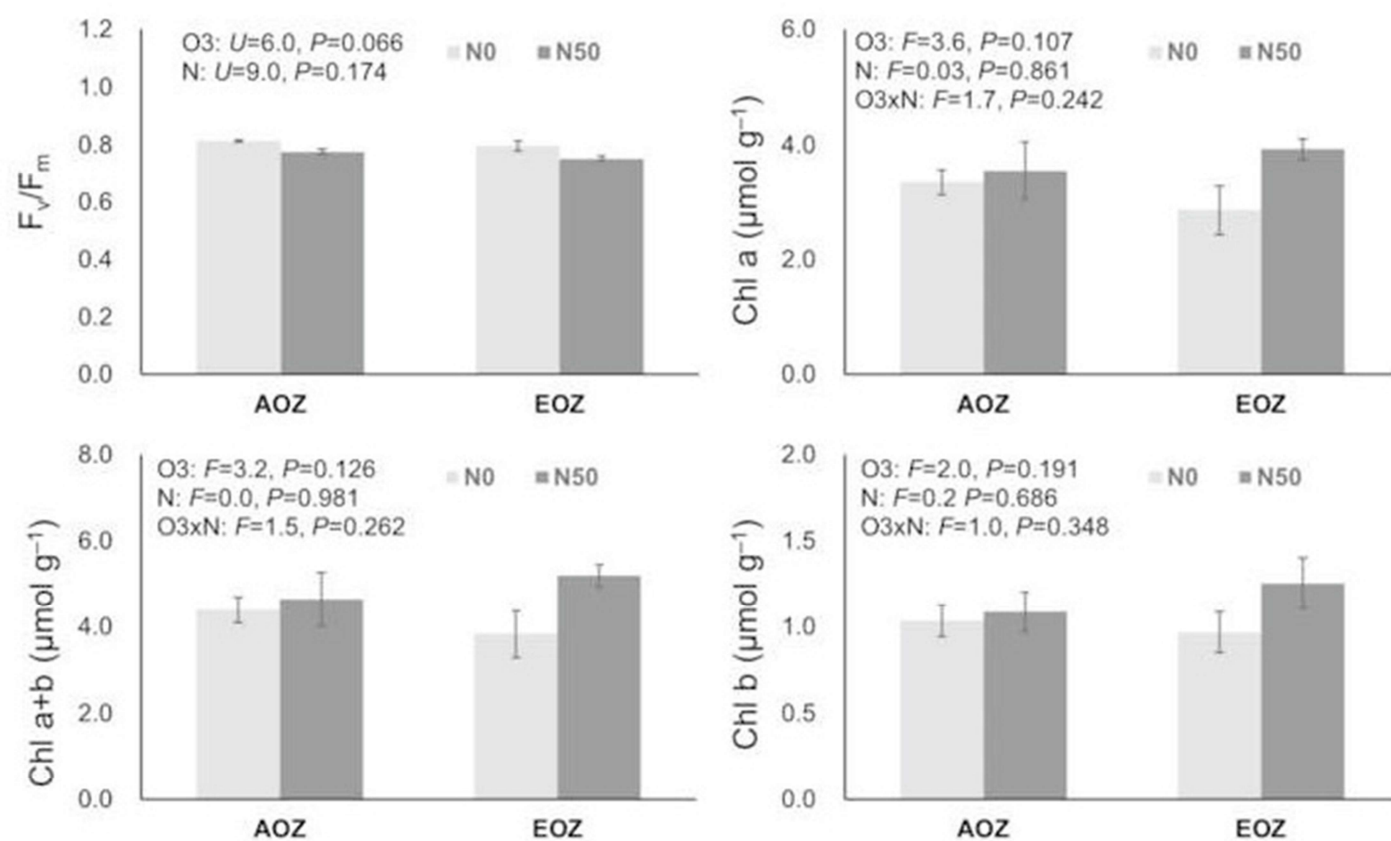 1.2
1.0
0.8
0.6
0.4
0.2
0.0
Fv/Fm
O3: U=6.0, P=0.066
N: U=9.0, P=0.174
N0 N50
AOZ EOZ
6.0
4.0
2.0
0.0
Chl a (µmol g⁻¹)
O3: F=3.6, P=0.107
N: F=0.03, P=0.861
O3xN: F=1.7, P=0.242
N0 N50
AOZ EOZ
8.0
6.0
4.0
2.0
0.0
Chl a+b (µmol g⁻¹)
O3: F=3.2, P=0.126
N: F=0.0, P=0.981
O3xN: F=1.5, P=0.262
N0 N50
AOZ EOZ
2.0
1.5
1.0
0.5
0.0
Chl b (µmol g⁻¹)
O3: F=2.0, P=0.191
N: F=0.2 P=0.686
O3xN: F=1.0, P=0.348
N0 N50
AOZ EOZ